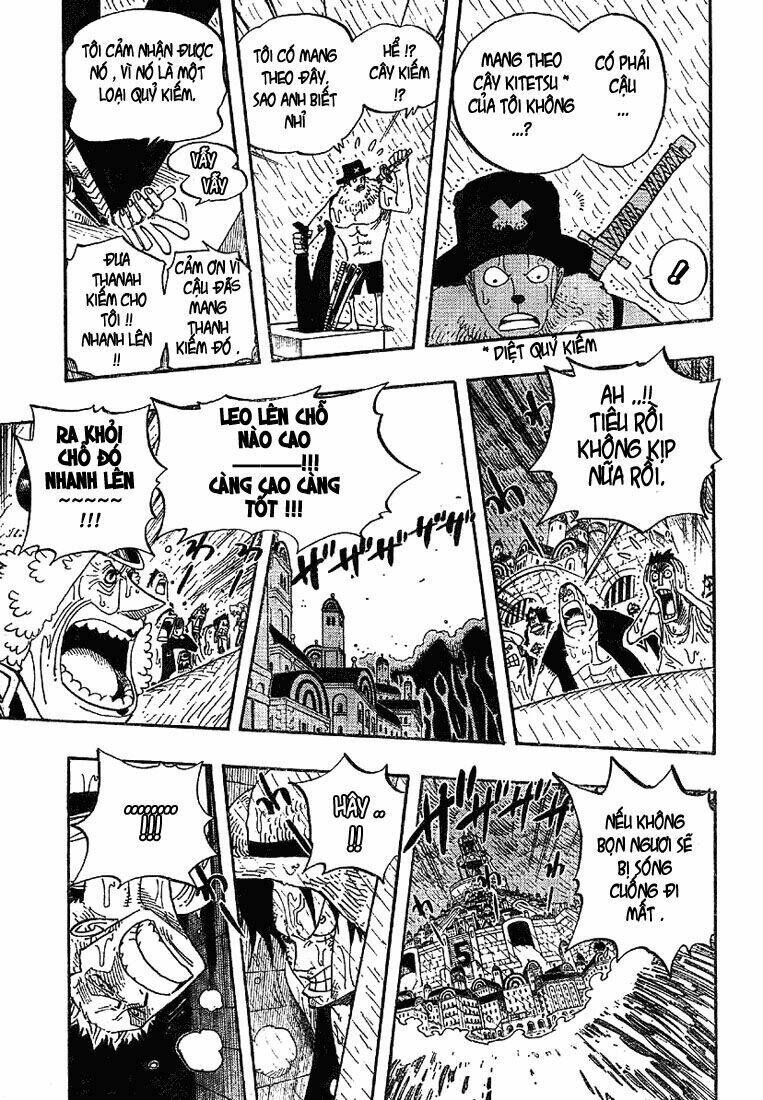 CÓ PHẢI
CẬU
...
MANG THEO
CÂY KITETSU *
CỦA TÔI KHÔNG
...?
!
* DIỆT QUỶ KIẾM
HỂ !?
CÂY KIẾM
!?
TÔI CÓ MANG
THEO ĐÂY,
SAO ANH BIẾT
NHỈ
TÔI CẢM NHẬN ĐƯỢC
NÓ , VÌ NÓ LÀ MỘT
LOẠI QUỶ KIẾM.
VẪY
VẪY
CẢM ƠN VÌ
CẬU ĐÃS
MANG
THANH
KIẾM ĐÓ .
ĐƯA
THANAH
KIẾM CHO
TÔI !!
NHANH LÊN
!!
AH ..!!
TIÊU RỒI
KHÔNG KỊP
NỮA RỒI.
LEO LÊN CHỖ
NÀO CAO
———!!!
CÀNG CAO CÀNG
TỐT !!!
RA KHỎI
CHỖ ĐÓ
NHANH LÊN
~~~~~
!!!
NẾU KHÔNG
BỌN NGƯƠI SẼ
BỊ SÓNG
CUỐNG ĐI
MẤT .
5
HÂY ..
!!
........
!!!